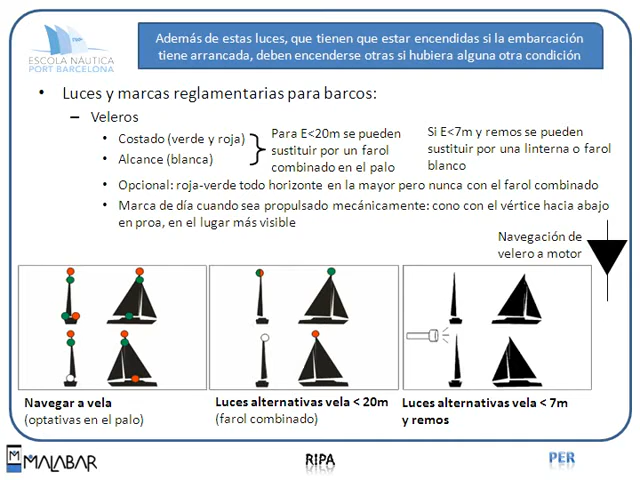 Además de estas luces, que tienen que estar encendidas si la embarcación
tiene arrancada, deben encenderse otras si hubiera alguna otra condición
ESCOLA NÀUTICA
PORT BARCELONA
• Luces y marcas reglamentarias para barcos:
– Veleros
• Costado (verde y roja)
• Alcance (blanca)
Para E<20m se pueden
sustituir por un farol
combinado en el palo
Si E<7m y remos se pueden
sustituir por una linterna o farol
blanco
• Opcional: roja-verde todo horizonte en la mayor pero nunca con el farol combinado
• Marca de día cuando sea propulsado mecánicamente: cono con el vértice hacia abajo
en proa, en el lugar más visible
Navegación de
velero a motor
Navegar a vela
(optativas en el palo)
Luces alternativas vela < 20m
(farol combinado)
Luces alternativas vela < 7m
y remos
MALABAR
RIPA
PER